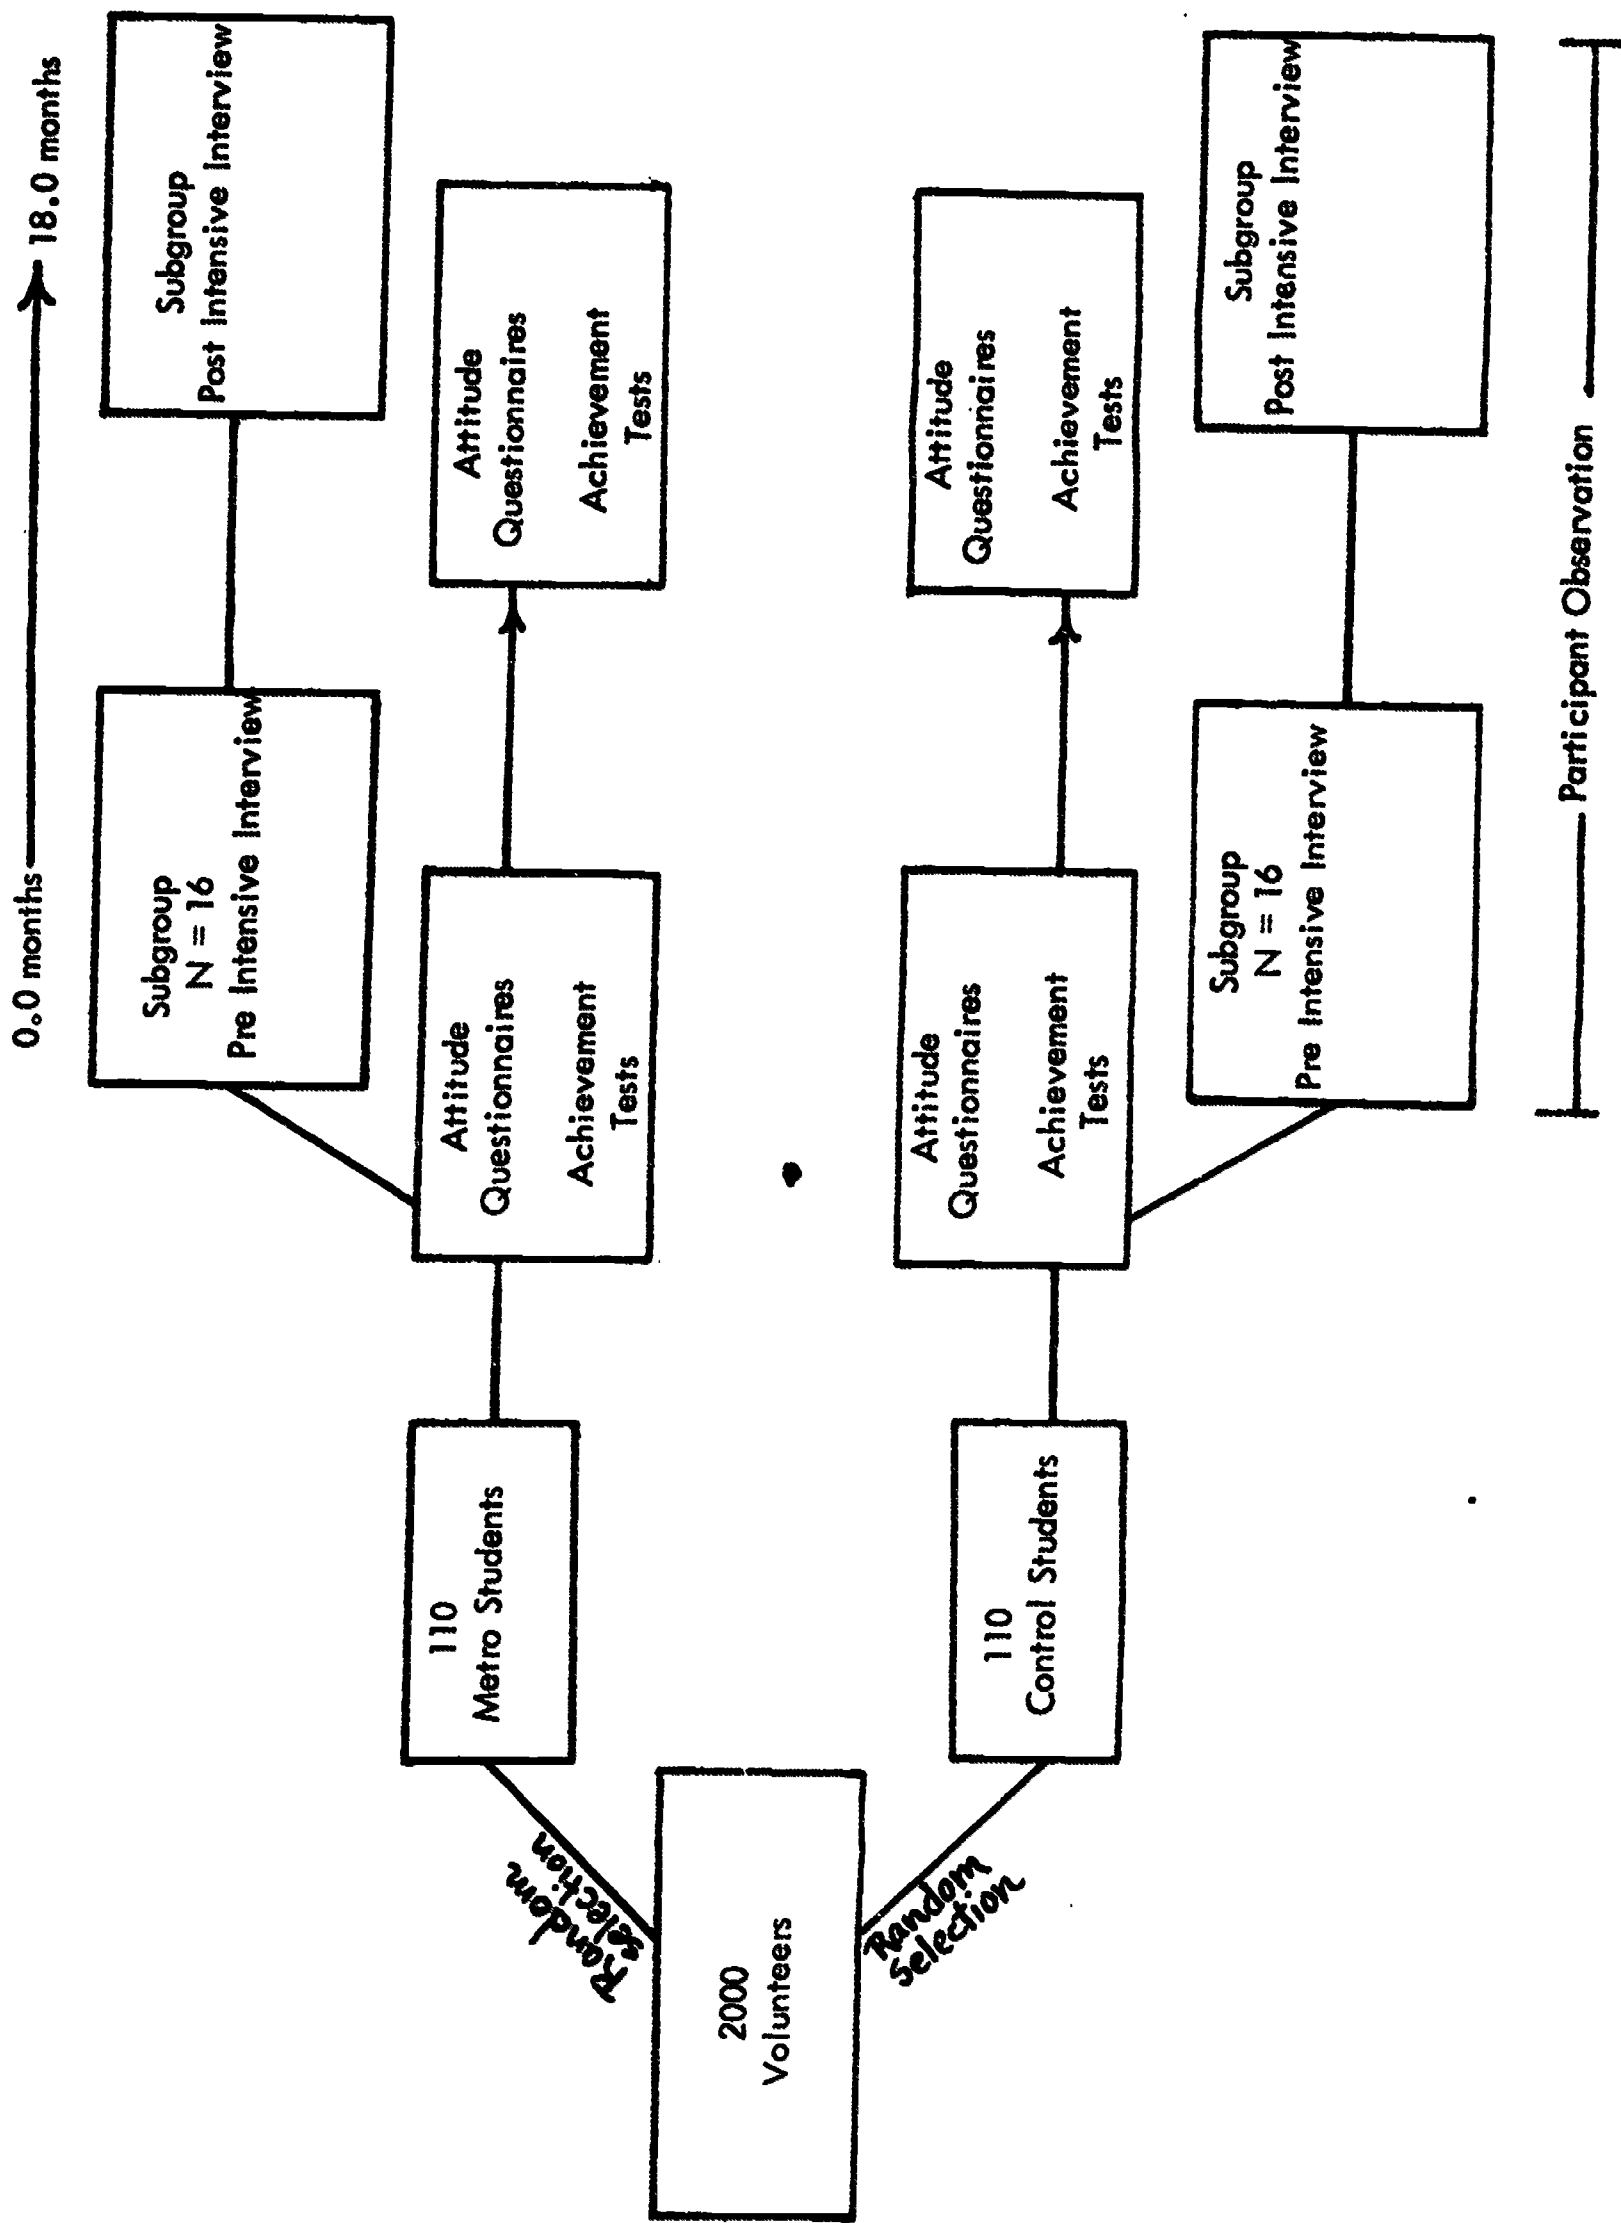 0.0 months
18.0 months
Subgroup
N = 16
Pre Intensive Interview
Subgroup
Post Intensive Interview
Attitude
Questionnaires
Achievement
Tests
Attitude
Questionnaires
Achievement
Tests
110
Metro Students
Random
selection
2000
Volunteers
Random
selection
110
Control Students
Attitude
Questionnaires
Achievement
Tests
Attitude
Questionnaires
Achievement
Tests
Subgroup
N = 16
Pre Intensive Interview
Subgroup
Post Intensive Interview
Participant Observation